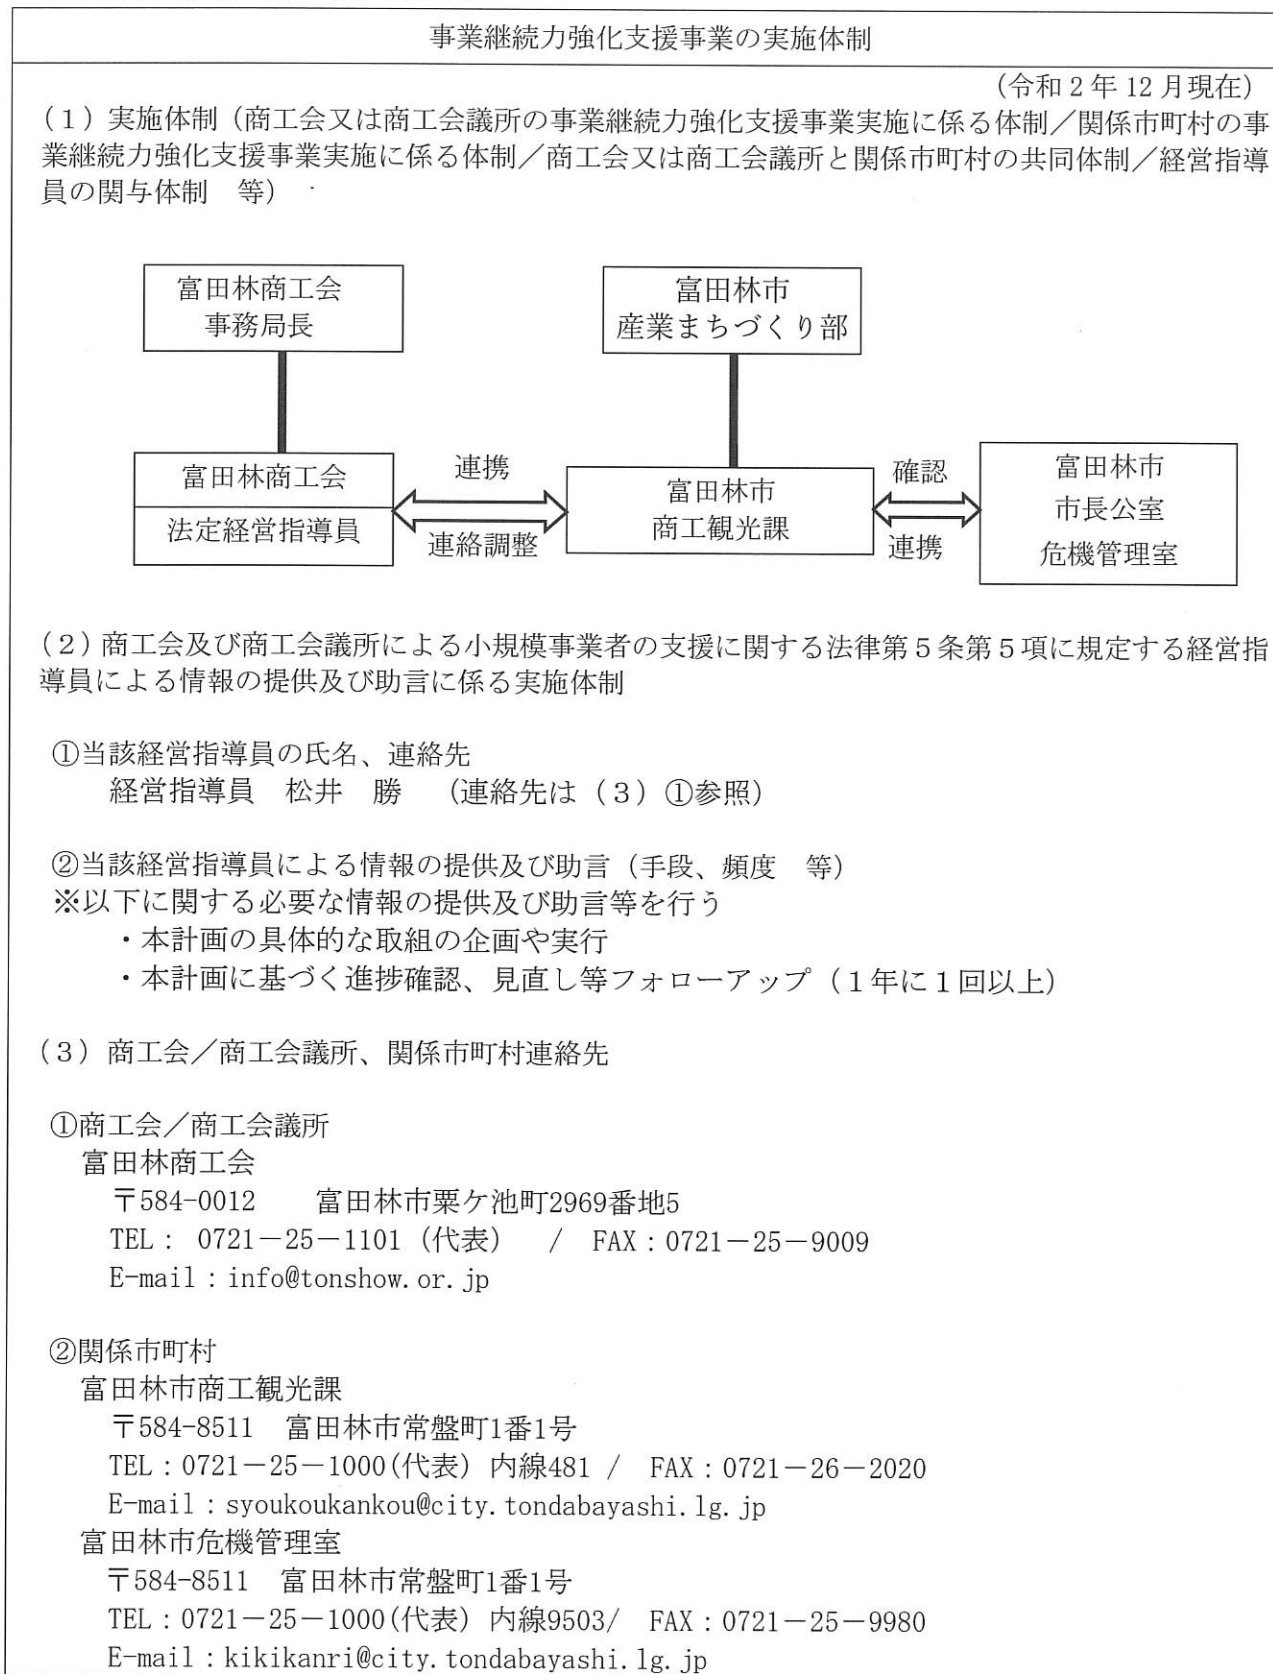 事業継続力強化支援事業の実施体制
（令和２年12月現在）
（１）実施体制（商工会又は商工会議所の事業継続力強化支援事業実施に係る体制／関係市町村の事
業継続力強化支援事業実施に係る体制／商工会又は商工会議所と関係市町村の共同体制／経営指導
員の関与体制　等）
富田林商工会
事務局長
富田林市
産業まちづくり部
富田林商工会
法定経営指導員
連携
連絡調整
富田林市
商工観光課
確認
連携
富田林市
市長公室
危機管理室
（２）商工会及び商工会議所による小規模事業者の支援に関する法律第５条第５項に規定する経営指
導員による情報の提供及び助言に係る実施体制
①当該経営指導員の氏名、連絡先
経営指導員　松井　勝　（連絡先は（３）①参照）
②当該経営指導員による情報の提供及び助言（手段、頻度　等）
※以下に関する必要な情報の提供及び助言等を行う
・本計画の具体的な取組の企画や実行
・本計画に基づく進捗確認、見直し等フォローアップ（１年に１回以上）
（３）商工会／商工会議所、関係市町村連絡先
①商工会／商工会議所
富田林商工会
〒584-0012　　富田林市粟ケ池町2969番地5
TEL： 0721－25－1101（代表）　/　FAX：0721－25－9009
E-mail：info@tonshow.or.jp
②関係市町村
富田林市商工観光課
〒584-8511　富田林市常盤町1番1号
TEL：0721－25－1000(代表）内線481 /　FAX：0721－26－2020
E-mail：syoukoukankou@city.tondabayashi.lg.jp
富田林市危機管理室
〒584-8511　富田林市常盤町1番1号
TEL：0721－25－1000(代表）内線9503/　FAX：0721－25－9980
E-mail：kikikanri@city.tondabayashi.lg.jp